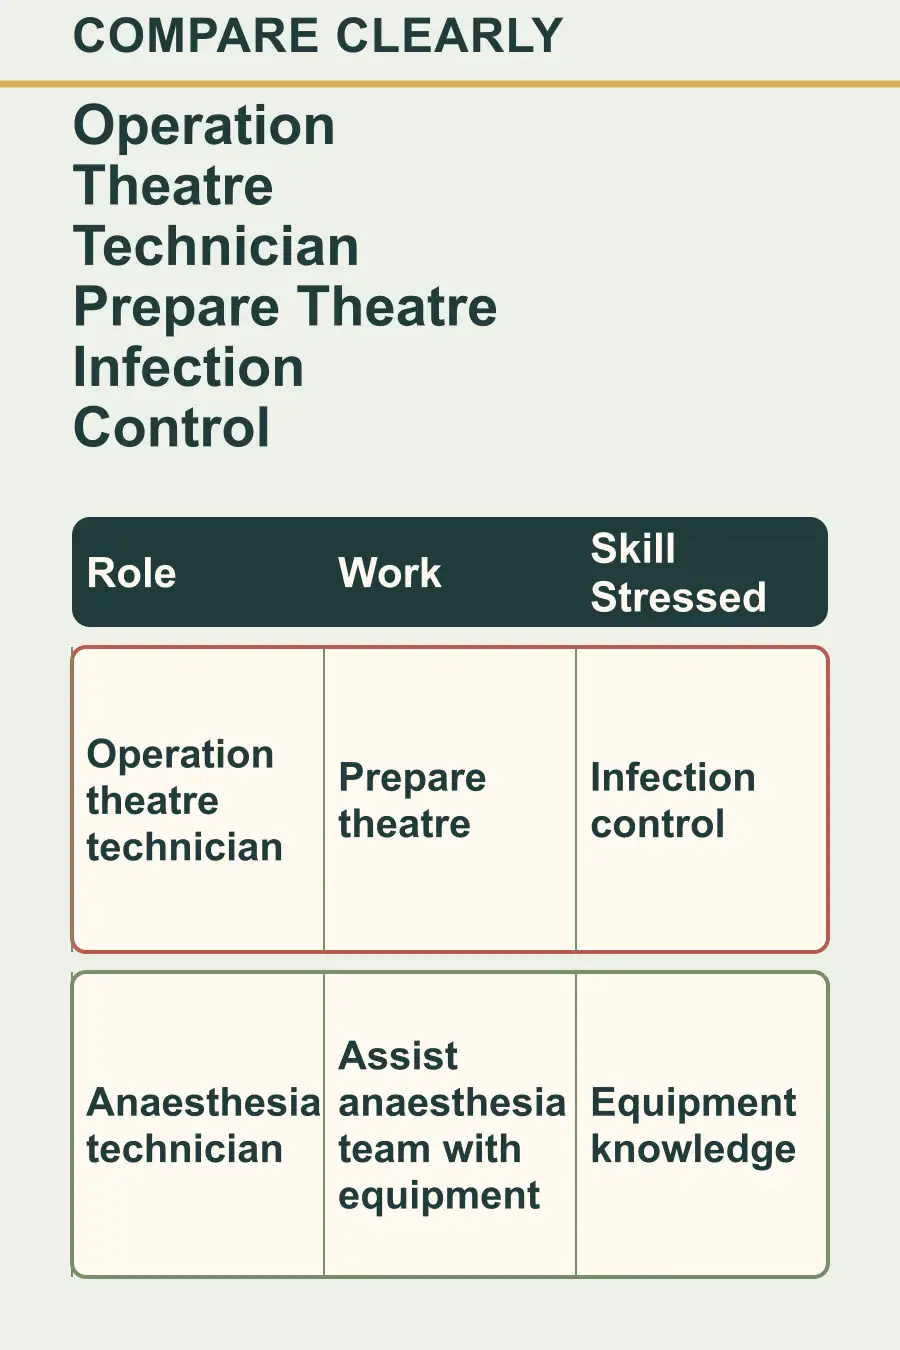 COMPARE CLEARLY
Operation
Theatre
Technician
Prepare Theatre
Infection
Control
Role
Work
Skill
Stressed
Operation
theatre
technician
Prepare
theatre
Infection
control
Anaesthesia
technician
Assist
anaesthesia
team with
equipment
Equipment
knowledge